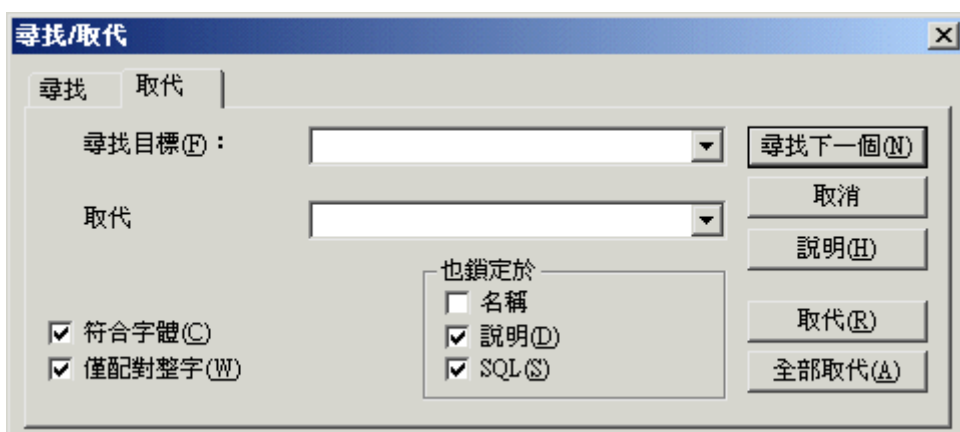 尋找/取代
尋找 取代
尋找目標(F)： 尋找下一個(N)
取消
取代
說明(H)
也鎖定於
名稱
符合字體(C) 說明(D) 取代(R)
僅配對整字(W) SQL(S) 全部取代(A)